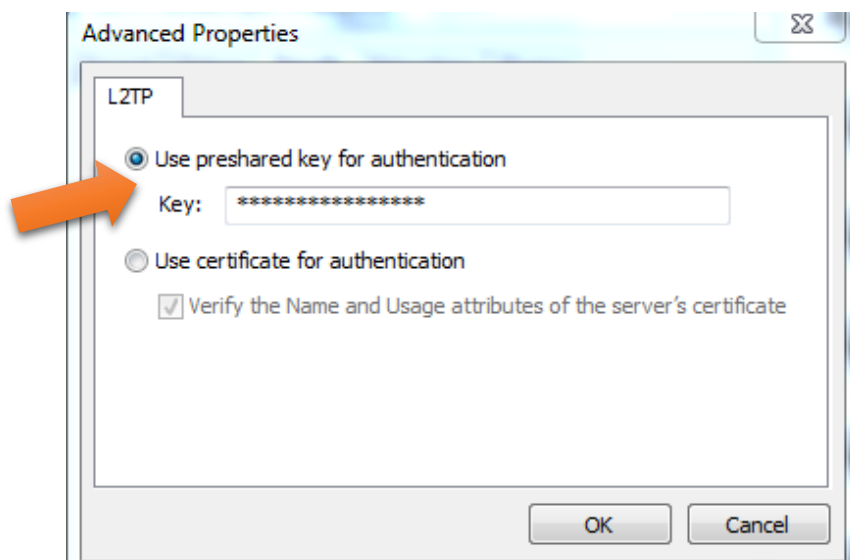 Advanced Properties
L2TP
Use preshared key for authentication
Key: ****************
Use certificate for authentication
Verify the Name and Usage attributes of the server’s certificate
OK Cancel